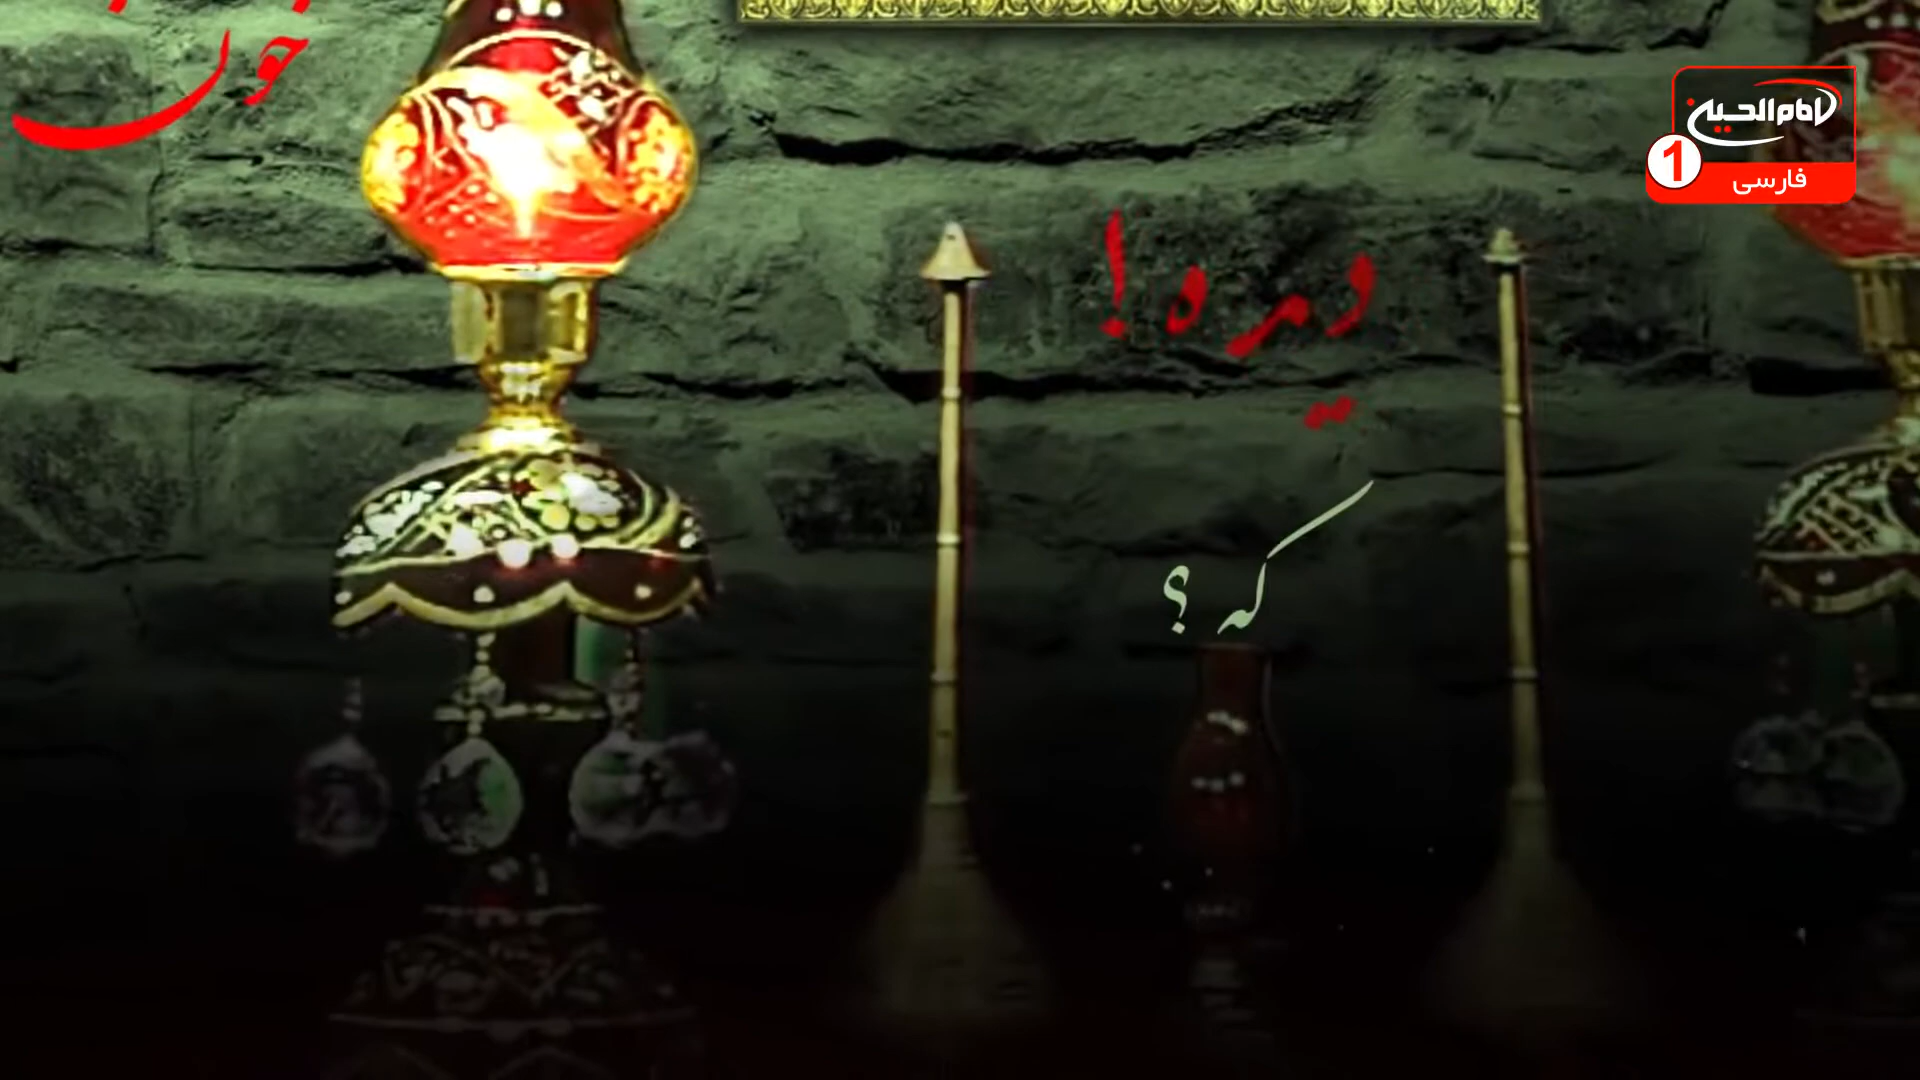 خون
امام الحسین
1
فارسی
دیده !
که ؟